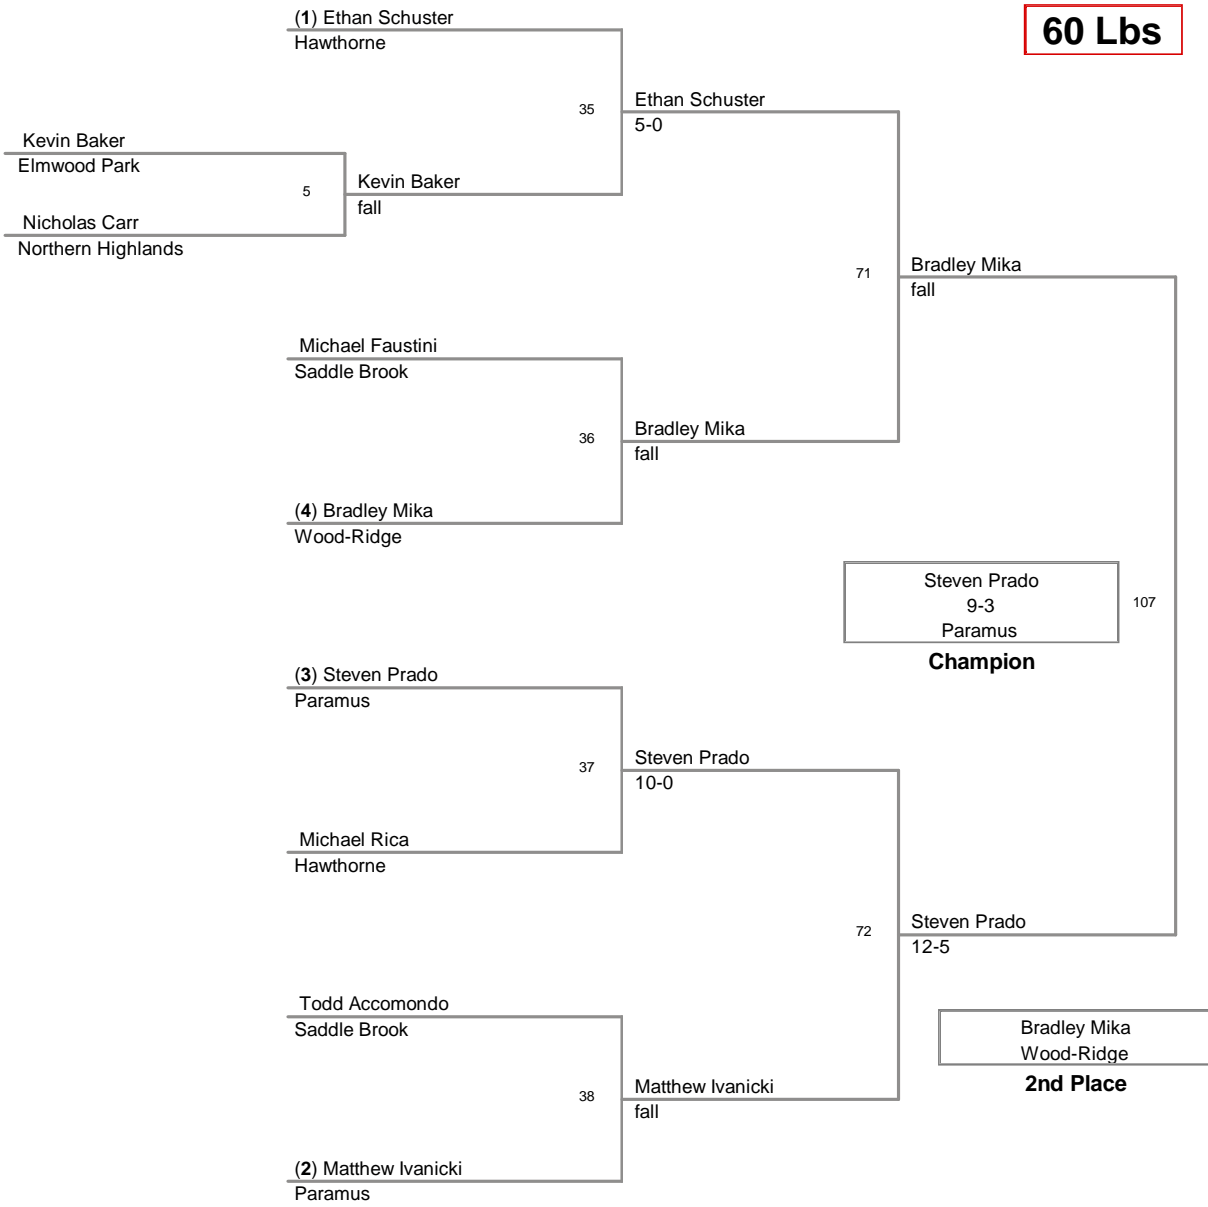 (1) Ethan Schuster
Hawthorne
60 Lbs
35
Ethan Schuster
5-0
Kevin Baker
Elmwood Park
5
Kevin Baker
fall
Nicholas Carr
Northern Highlands
71
Bradley Mika
fall
Michael Faustini
Saddle Brook
36
Bradley Mika
fall
(4) Bradley Mika
Wood-Ridge
Steven Prado
9-3
Paramus
107
Champion
(3) Steven Prado
Paramus
37
Steven Prado
10-0
Michael Rica
Hawthorne
72
Steven Prado
12-5
Todd Accomondo
Saddle Brook
Bradley Mika
Wood-Ridge
2nd Place
38
Matthew Ivanicki
fall
(2) Matthew Ivanicki
Paramus